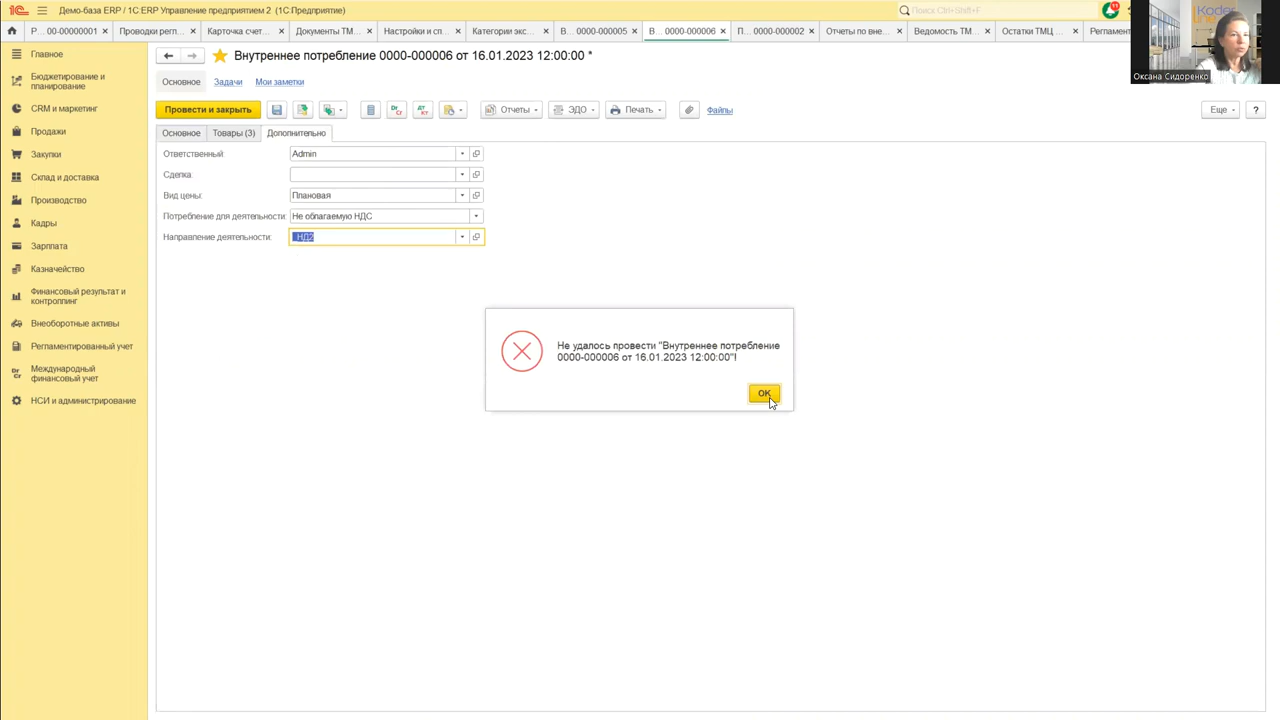 Демо-база ERP / 1С:ERP Управление предприятием 2 (1С:Предприятие)
Поиск Ctrl+Shift+F
11
Р... 00-00000001 ×
Проводки регл... ×
Карточка счет... ×
Документы ТМ... ×
Настройки и сп... ×
Категории экс... ×
В... 0000-000005 ×
В... 0000-000006 ×
П... 0000-000002 ×
Отчеты по вне... ×
Ведомость ТМ... ×
Остатки ТМЦ ... ×
Регламент
Kader
Line
Оксана Сидоренко
Главное
Бюджетирование и
планирование
CRM и маркетинг
Продажи
Закупки
Склад и доставка
Производство
Кадры
Зарплата
Казначейство
Финансовый результат и
контроллинг
Внеоборотные активы
Регламентированный учет
Международный
финансовый учет
НСИ и администрирование
Внутреннее потребление 0000-000006 от 16.01.2023 12:00:00 *
Основное Задачи Мои заметки
Провести и закрыть
Отчеты
ЭДО
Печать
Файлы
Еще
?
Основное Товары (3) Дополнительно
Ответственный: Admin
Сделка:
Вид цены: Плановая
Потребление для деятельности: Не облагаемую НДС
Направление деятельности: _НД2
Не удалось провести "Внутреннее потребление
0000-000006 от 16.01.2023 12:00:00"!
OK